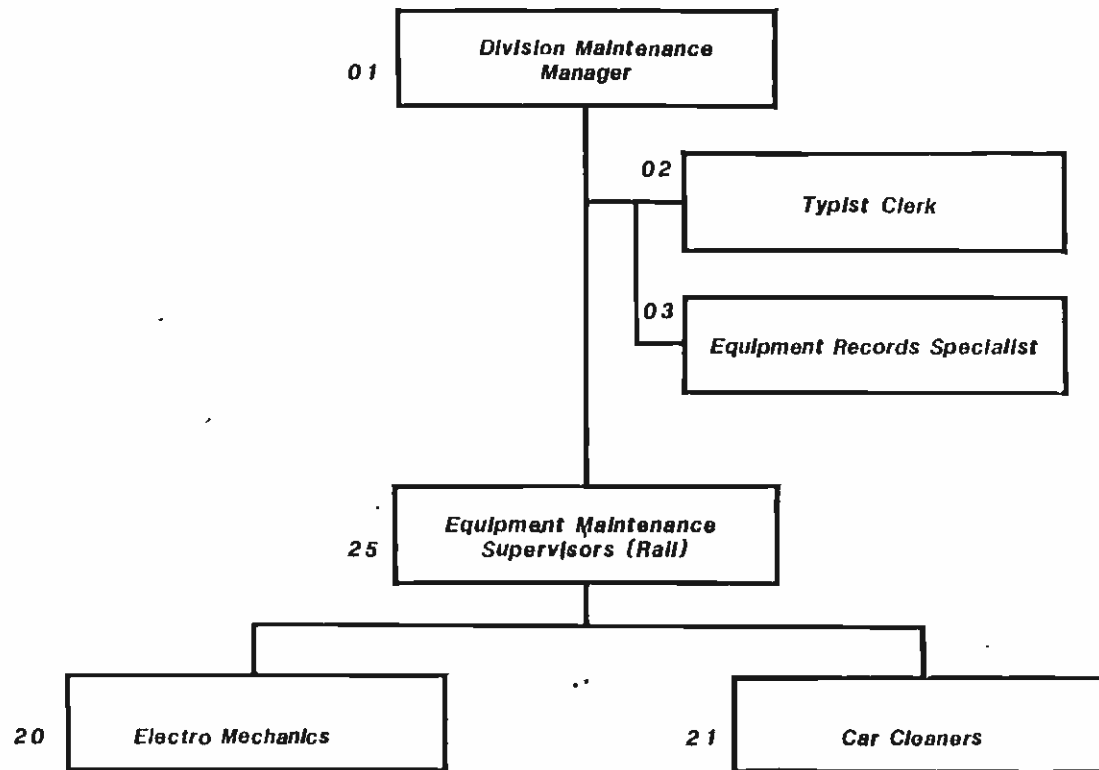 Division Maintenance
Manager
01
02
Typist Clerk
03
Equipment Records Specialist
Equipment Maintenance
Supervisors (Rail)
25
20
Electro Mechanics
21
Car Cleaners